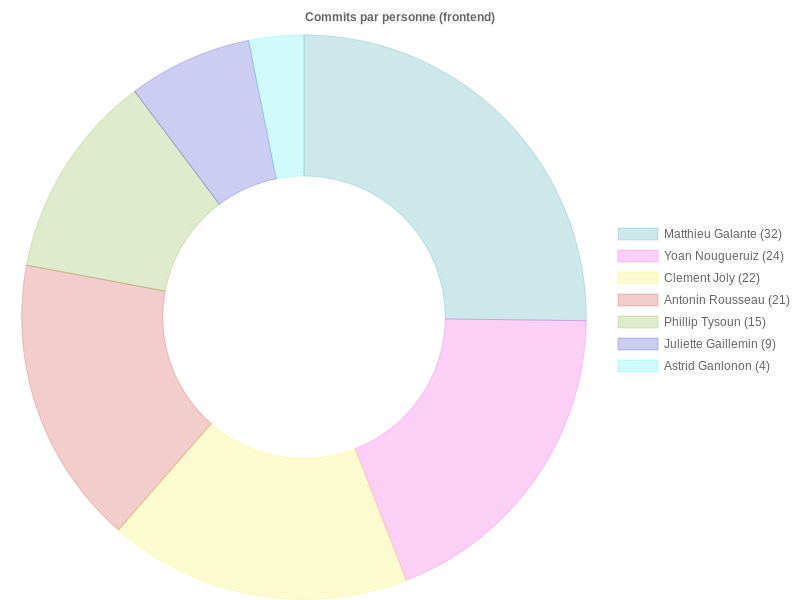 Commits par personne (frontend)
Matthieu Galante (32)
Yoan Nougueruiz (24)
Clement Joly (22)
Antonin Rousseau (21)
Phillip Tysoun (15)
Juliette Gaillemin (9)
Astrid Ganlonon (4)